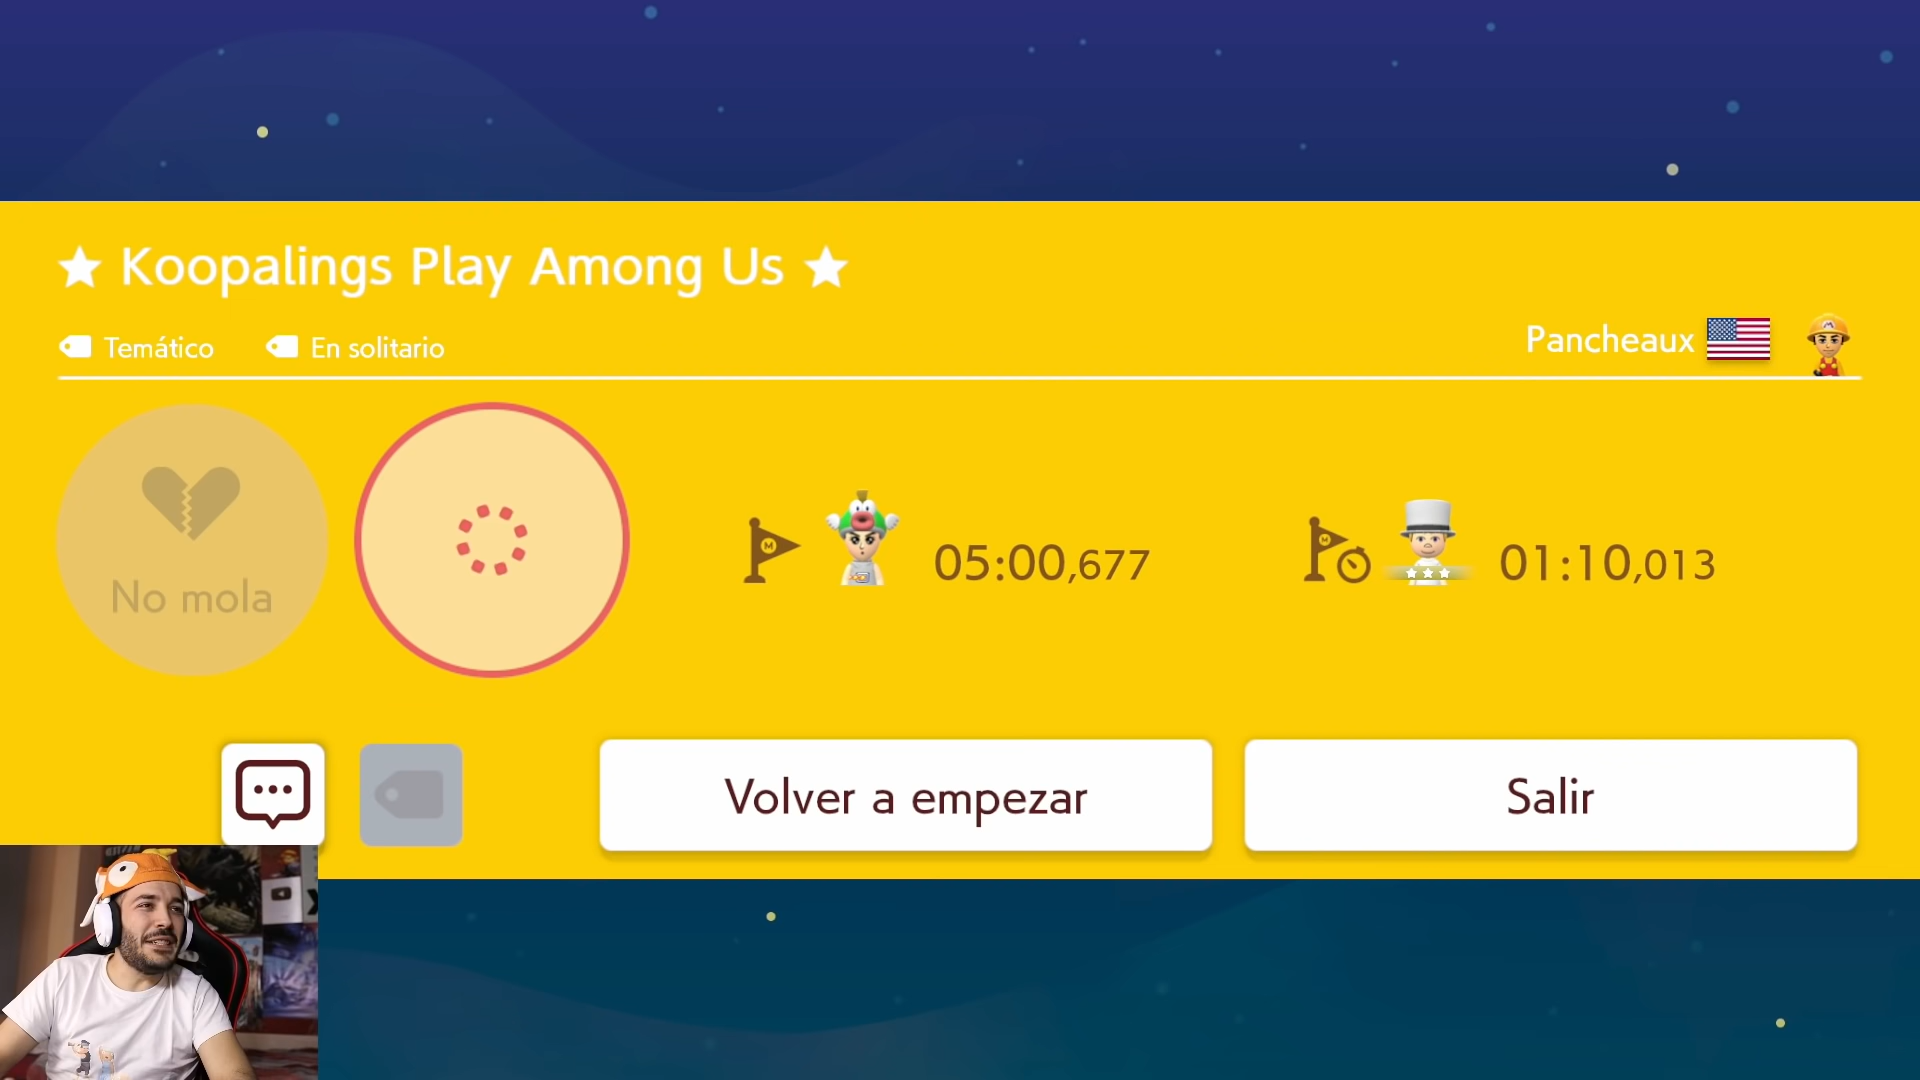 ★ Koopalings Play Among Us ★
Temático En solitario
Pancheaux
No mola
05:00,677
01:10,013
Volver a empezar
Salir